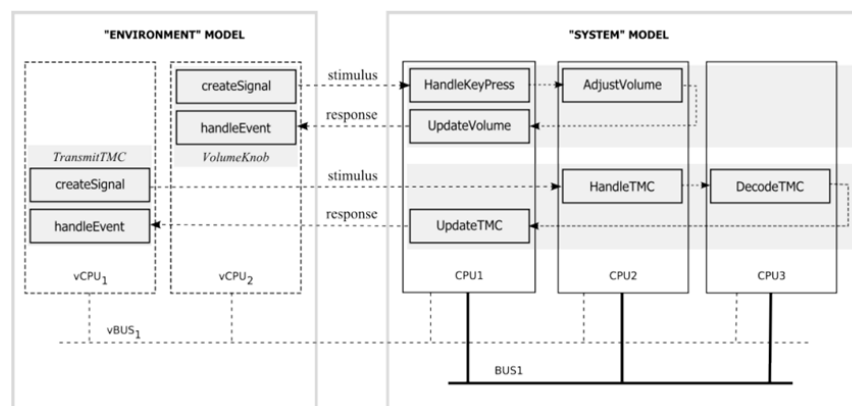 "ENVIRONMENT" MODEL
"SYSTEM" MODEL
createSignal
stimulus
HandleKeyPress
AdjustVolume
handleEvent
response
UpdateVolume
TransmitTMC
VolumeKnob
createSignal
stimulus
HandleTMC
DecodeTMC
handleEvent
response
UpdateTMC
vCPU1
vCPU2
CPU1
CPU2
CPU3
vBUS1
BUS1